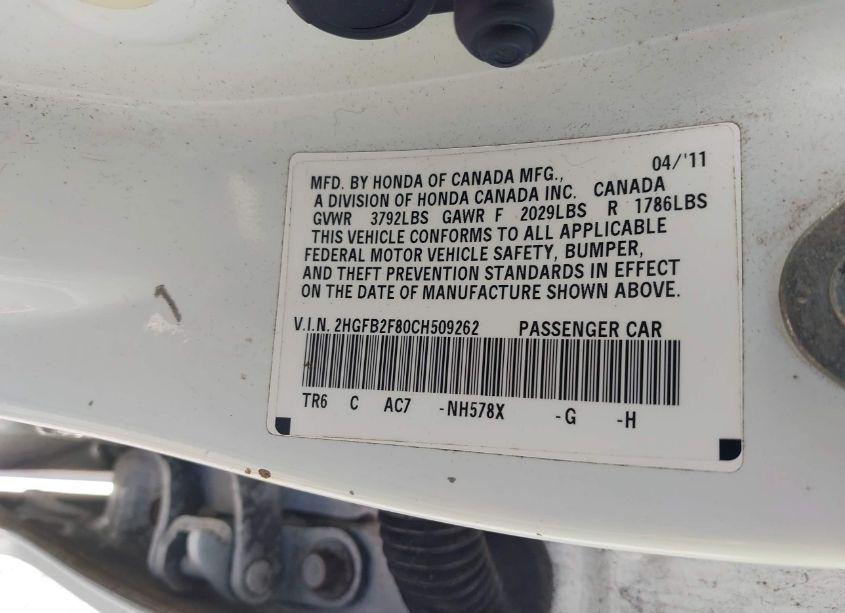 MFD. BY HONDA OF CANADA MFG., 04/'11
A DIVISION OF HONDA CANADA INC. CANADA
GVWR 3792LBS GAWR F 2029LBS R 1786LBS
THIS VEHICLE CONFORMS TO ALL APPLICABLE
FEDERAL MOTOR VEHICLE SAFETY, BUMPER,
AND THEFT PREVENTION STANDARDS IN EFFECT
ON THE DATE OF MANUFACTURE SHOWN ABOVE.
V.I.N. 2HGFB2F80CH509262 PASSENGER CAR
TR6 C AC7 -NH578X -G -H